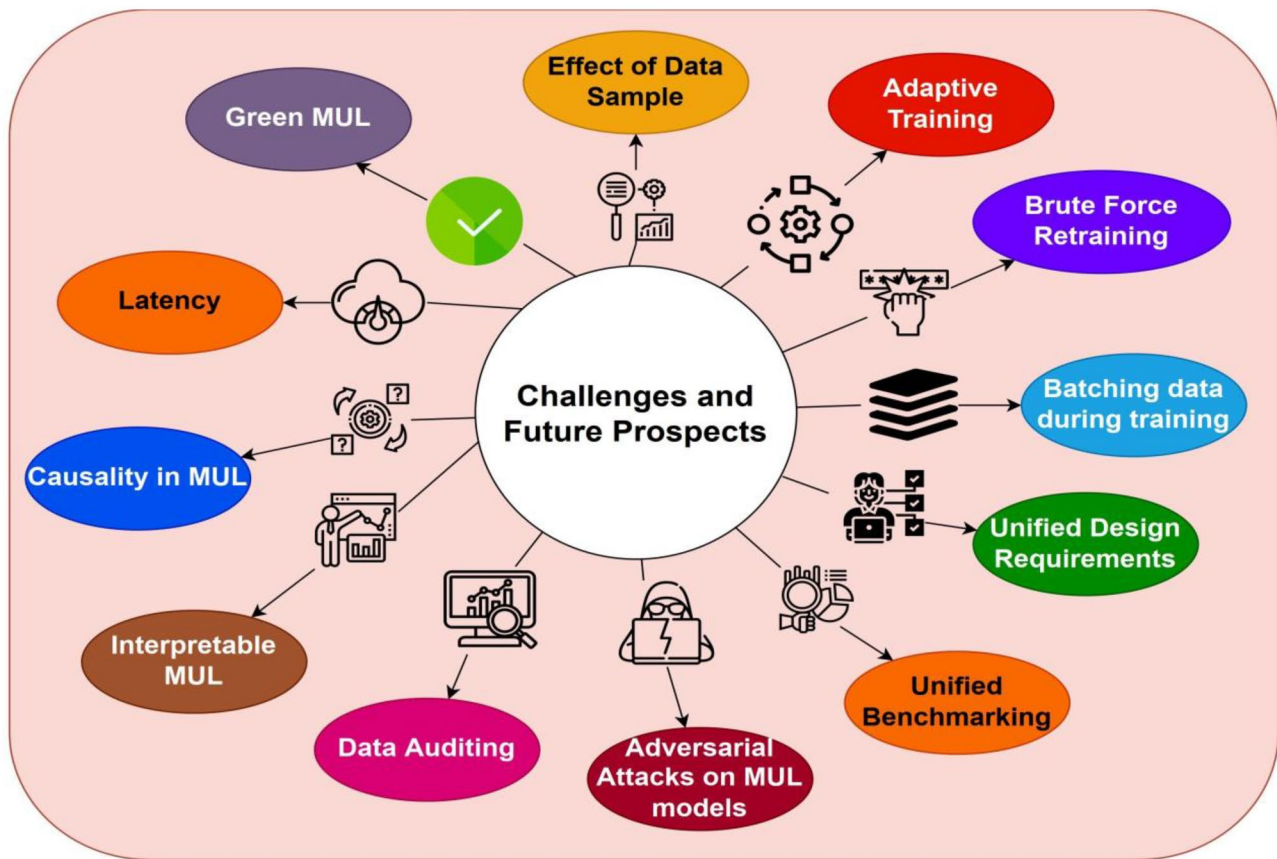 Effect of Data
Sample
Adaptive
Training
Green MUL
Brute Force
Retraining
Latency
Challenges and
Future Prospects
Batching data
during training
Causality in MUL
Unified Design
Requirements
Interpretable
MUL
Unified
Benchmarking
Data Auditing
Adversarial
Attacks on MUL
models